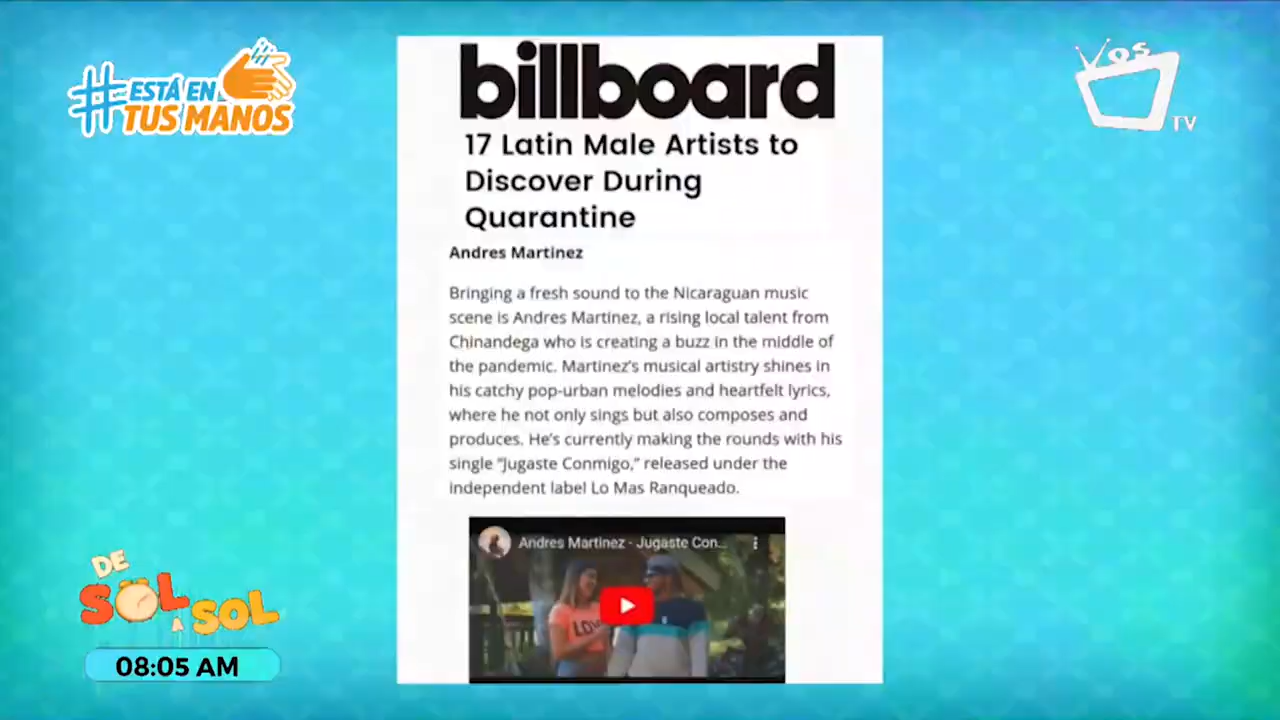 #ESTÁ EN
TUS MANOS
VOS
TV
billboard
17 Latin Male Artists to
Discover During
Quarantine
Andres Martinez
Bringing a fresh sound to the Nicaraguan music
scene is Andres Martinez, a rising local talent from
Chinandega who is creating a buzz in the middle of
the pandemic. Martinez's musical artistry shines in
his catchy pop-urban melodies and heartfelt lyrics,
where he not only sings but also composes and
produces. He's currently making the rounds with his
single "Jugaste Conmigo," released under the
independent label Lo Mas Ranqueado.
Andres Martinez - Jugaste Con...
LOVE
DE
SOL
A SOL
08:05 AM